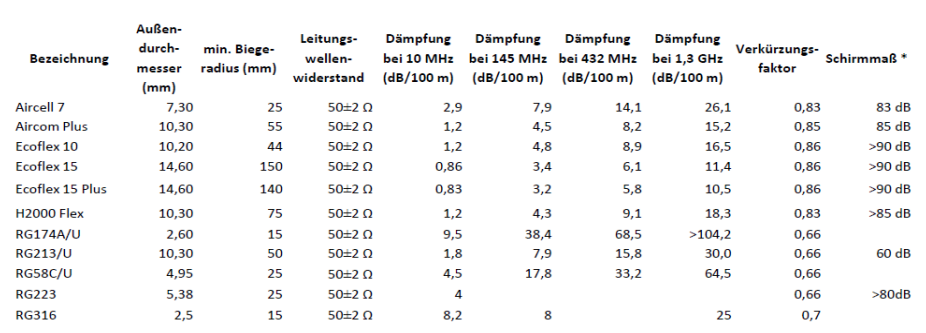 Bezeichnung Außen-durch-messer (mm) min. Biege-radius (mm) Leitungs-wellen-widerstand Dämpfung bei 10 MHz (dB/100 m) Dämpfung bei 145 MHz (dB/100 m) Dämpfung bei 432 MHz (dB/100 m) Dämpfung bei 1,3 GHz (dB/100 m) Verkürzungs-faktor Schirmmaß *
Aircell 7 7,30 25 50±2 Ω 2,9 7,9 14,1 26,1 0,83 83 dB
Aircom Plus 10,30 55 50±2 Ω 1,2 4,5 8,2 15,2 0,85 85 dB
Ecoflex 10 10,20 44 50±2 Ω 1,2 4,8 8,9 16,5 0,86 >90 dB
Ecoflex 15 14,60 150 50±2 Ω 0,86 3,4 6,1 11,4 0,86 >90 dB
Ecoflex 15 Plus 14,60 140 50±2 Ω 0,83 3,2 5,8 10,5 0,86 >90 dB
H2000 Flex 10,30 75 50±2 Ω 1,2 4,3 9,1 18,3 0,83 >85 dB
RG174A/U 2,60 15 50±2 Ω 9,5 38,4 68,5 >104,2 0,66
RG213/U 10,30 50 50±2 Ω 1,8 7,9 15,8 30,0 0,66 60 dB
RG58C/U 4,95 25 50±2 Ω 4,5 17,8 33,2 64,5 0,66
RG223 5,38 25 50±2 Ω 4 0,66 >80dB
RG316 2,5 15 50±2 Ω 8,2 8 25 0,7